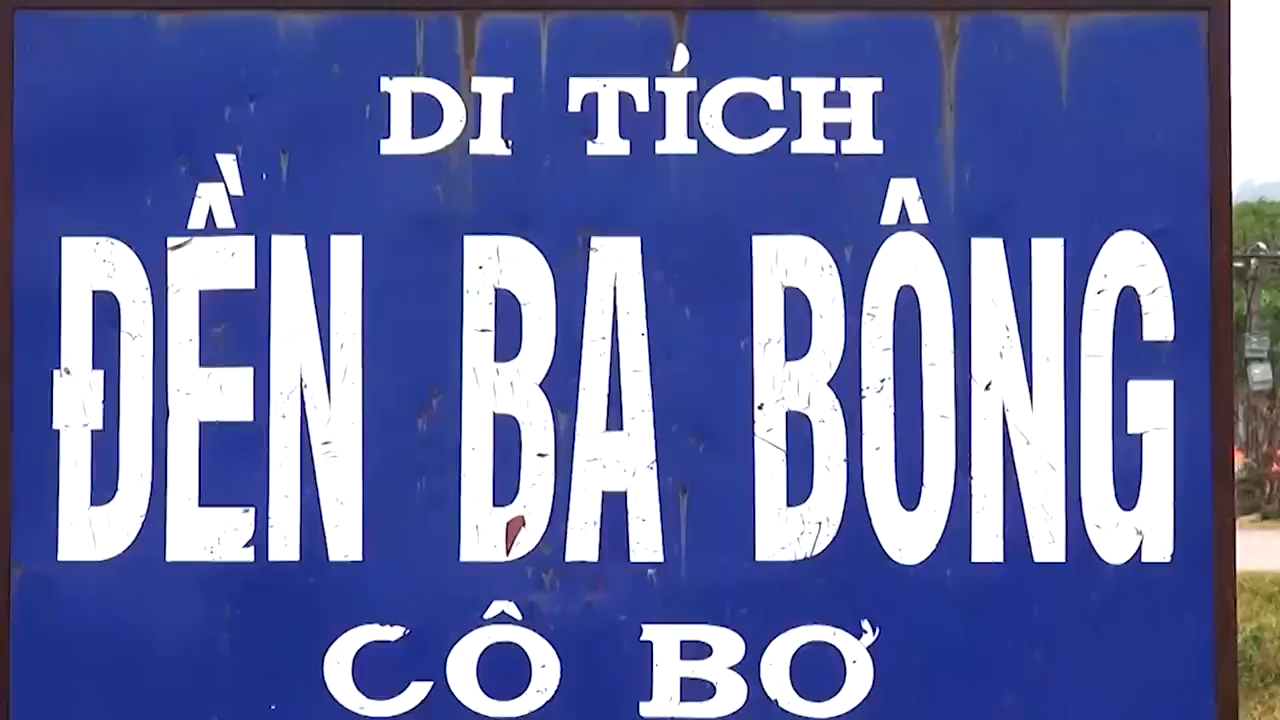 DI TÍCH
ĐỀN BA BÔNG
CÔ BƠ